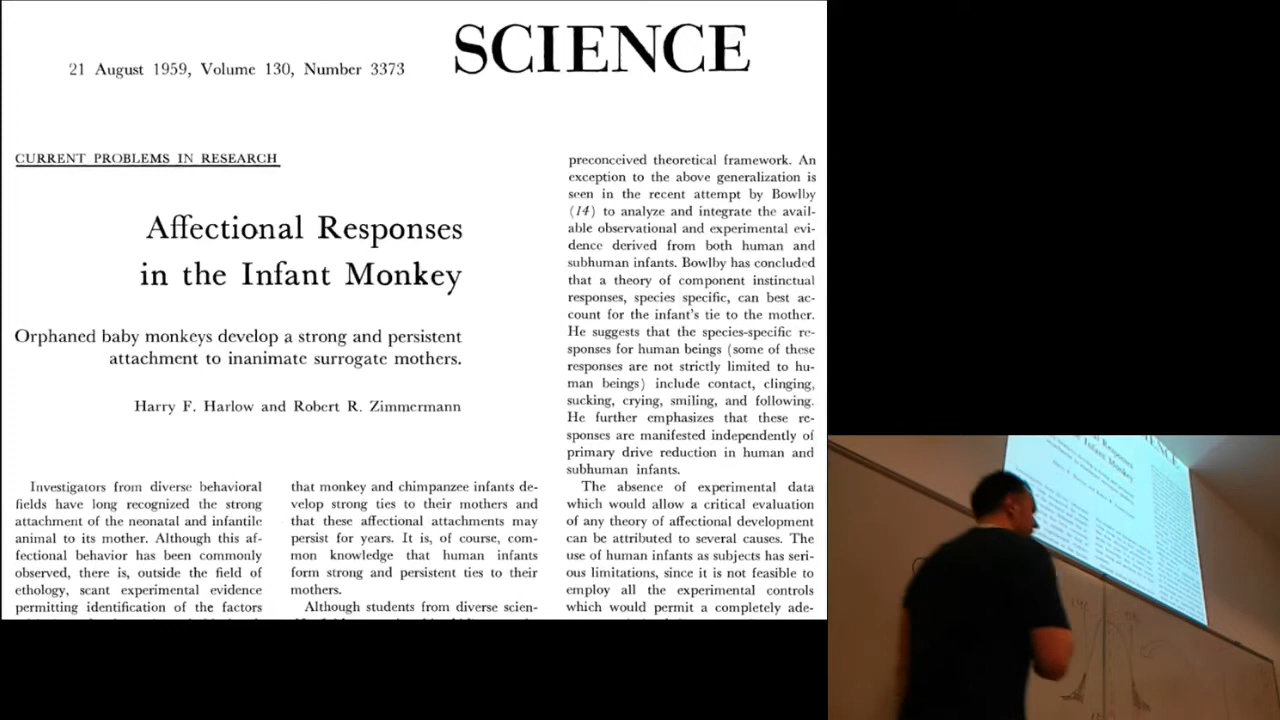 SCIENCE
21 August 1959, Volume 130, Number 3373
CURRENT PROBLEMS IN RESEARCH
Affectional Responses
in the Infant Monkey
Orphaned baby monkeys develop a strong and persistent
attachment to inanimate surrogate mothers.
Harry F. Harlow and Robert R. Zimmermann
Investigators from diverse behavioral
fields have long recognized the strong
attachment of the neonatal and infantile
animal to its mother. Although this af-
fectional behavior has been commonly
observed, there is, outside the field of
ethology, scant experimental evidence
permitting identification of the factors
that monkey and chimpanzee infants de-
velop strong ties to their mothers and
that these affectional attachments may
persist for years. It is, of course, com-
mon knowledge that human infants
form strong and persistent ties to their
mothers.
Although students from diverse scien-
preconceived theoretical framework. An
exception to the above generalization is
seen in the recent attempt by Bowlby
(14) to analyze and integrate the avail-
able observational and experimental evi-
dence derived from both human and
subhuman infants. Bowlby has concluded
that a theory of component instinctual
responses, species specific, can best ac-
count for the infant's tie to the mother.
He suggests that the species-specific re-
sponses for human beings (some of these
responses are not strictly limited to hu-
man beings) include contact, clinging,
sucking, crying, smiling, and following.
He further emphasizes that these re-
sponses are manifested independently of
primary drive reduction in human and
subhuman infants.
The absence of experimental data
which would allow a critical evaluation
of any theory of affectional development
can be attributed to several causes. The
use of human infants as subjects has seri-
ous limitations, since it is not feasible to
employ all the experimental controls
which would permit a completely ade-